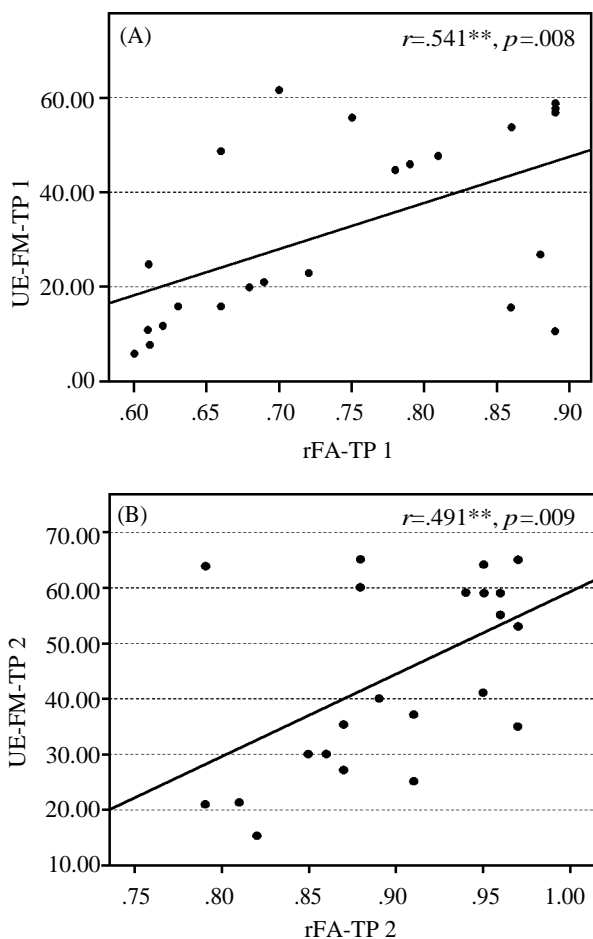 (A)
r=.541**, p=.008
60.00
40.00
20.00
.00
UE-FM-TP 1
.60 .65 .70 .75 .80 .85 .90
rFA-TP 1
(B)
r=.491**, p=.009
70.00
60.00
50.00
40.00
30.00
20.00
10.00
UE-FM-TP 2
.75 .80 .85 .90 .95 1.00
rFA-TP 2